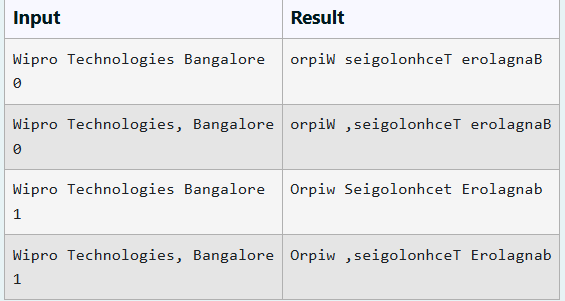 Input Result
Wipro Technologies Bangalore orpiW seigolonhceT erolagnaB
0
Wipro Technologies, Bangalore orpiW ,seigolonhceT erolagnaB
0
Wipro Technologies Bangalore Orpiw Seigolonhcet Erolagnab
1
Wipro Technologies, Bangalore Orpiw ,seigolonhceT Erolagnab
1